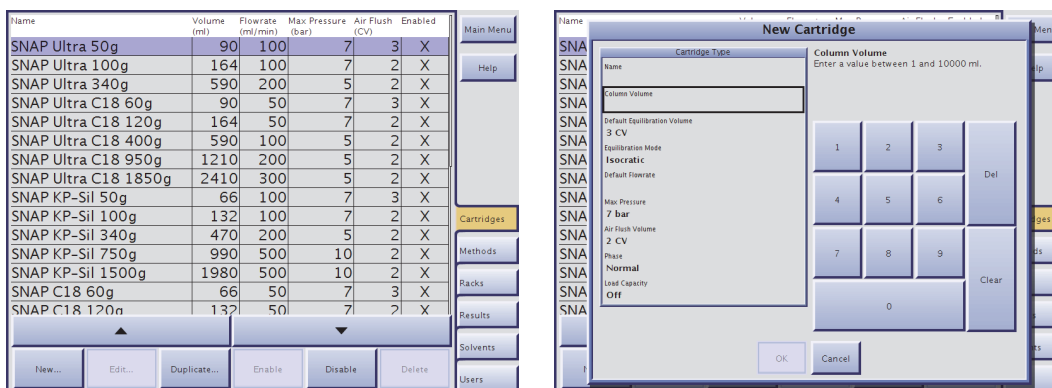 Name Volume (ml) Flowrate (ml/min) Max Pressure (bar) Air Flush (CV) Enabled
SNAP Ultra 50g 90 100 7 3 X
SNAP Ultra 100g 164 100 7 2 X
SNAP Ultra 340g 590 200 5 2 X
SNAP Ultra C18 60g 90 50 7 3 X
SNAP Ultra C18 120g 164 50 7 2 X
SNAP Ultra C18 400g 590 100 5 2 X
SNAP Ultra C18 950g 1210 200 5 2 X
SNAP Ultra C18 1850g 2410 300 5 2 X
SNAP KP-Sil 50g 66 100 7 3 X
SNAP KP-Sil 100g 132 100 7 2 X
SNAP KP-Sil 340g 470 200 5 2 X
SNAP KP-Sil 750g 990 500 10 2 X
SNAP KP-Sil 1500g 1980 500 10 2 X
SNAP C18 60g 66 50 7 3 X
SNAP C18 120g 132 50 7 2 X
New... Edit... Duplicate... Enable Disable Delete
Main Menu
Help
Cartridges
Methods
Racks
Results
Solvents
Users
Name
New Cartridge
Cartridge Type
Name
Column Volume
Default Equilibration Volume
3 CV
Equilibration Mode
Isocratic
Default Flowrate
Max Pressure
7 bar
Air Flush Volume
2 CV
Phase
Normal
Load Capacity
Off
Column Volume
Enter a value between 1 and 10000 ml.
1 2 3 Del
4 5 6
7 8 9 Clear
0
OK Cancel